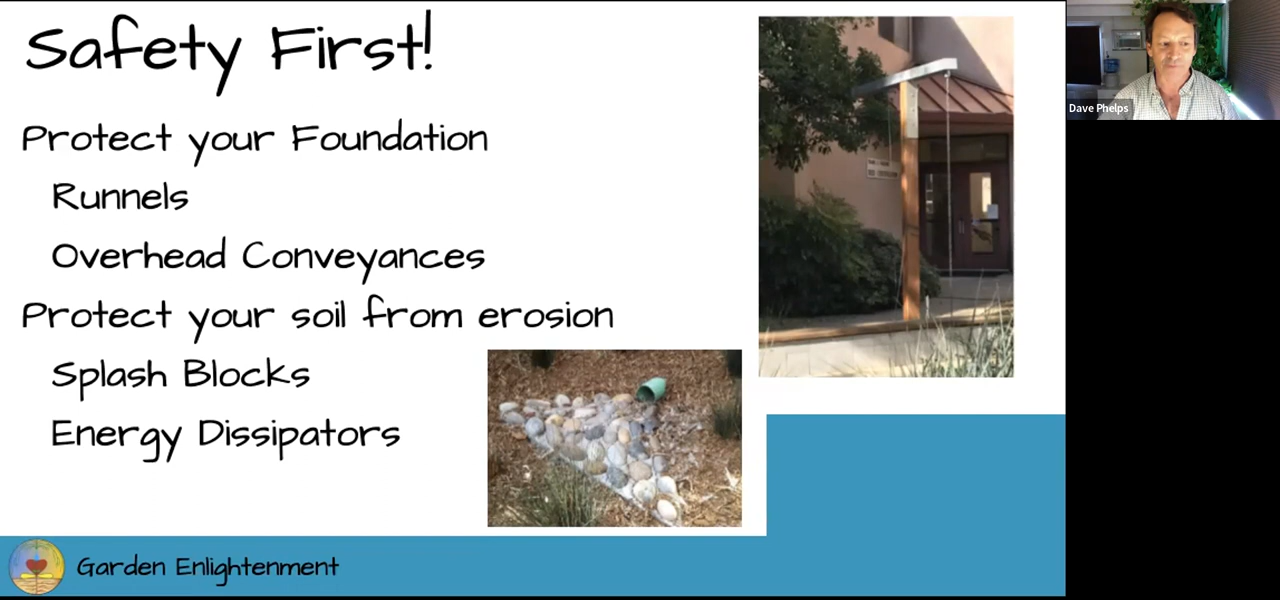 Safety First!
Protect your Foundation
Runnels
Overhead Conveyances
Protect your soil from erosion
Splash Blocks
Energy Dissipators
Garden Enlightenment
Dave Phelps